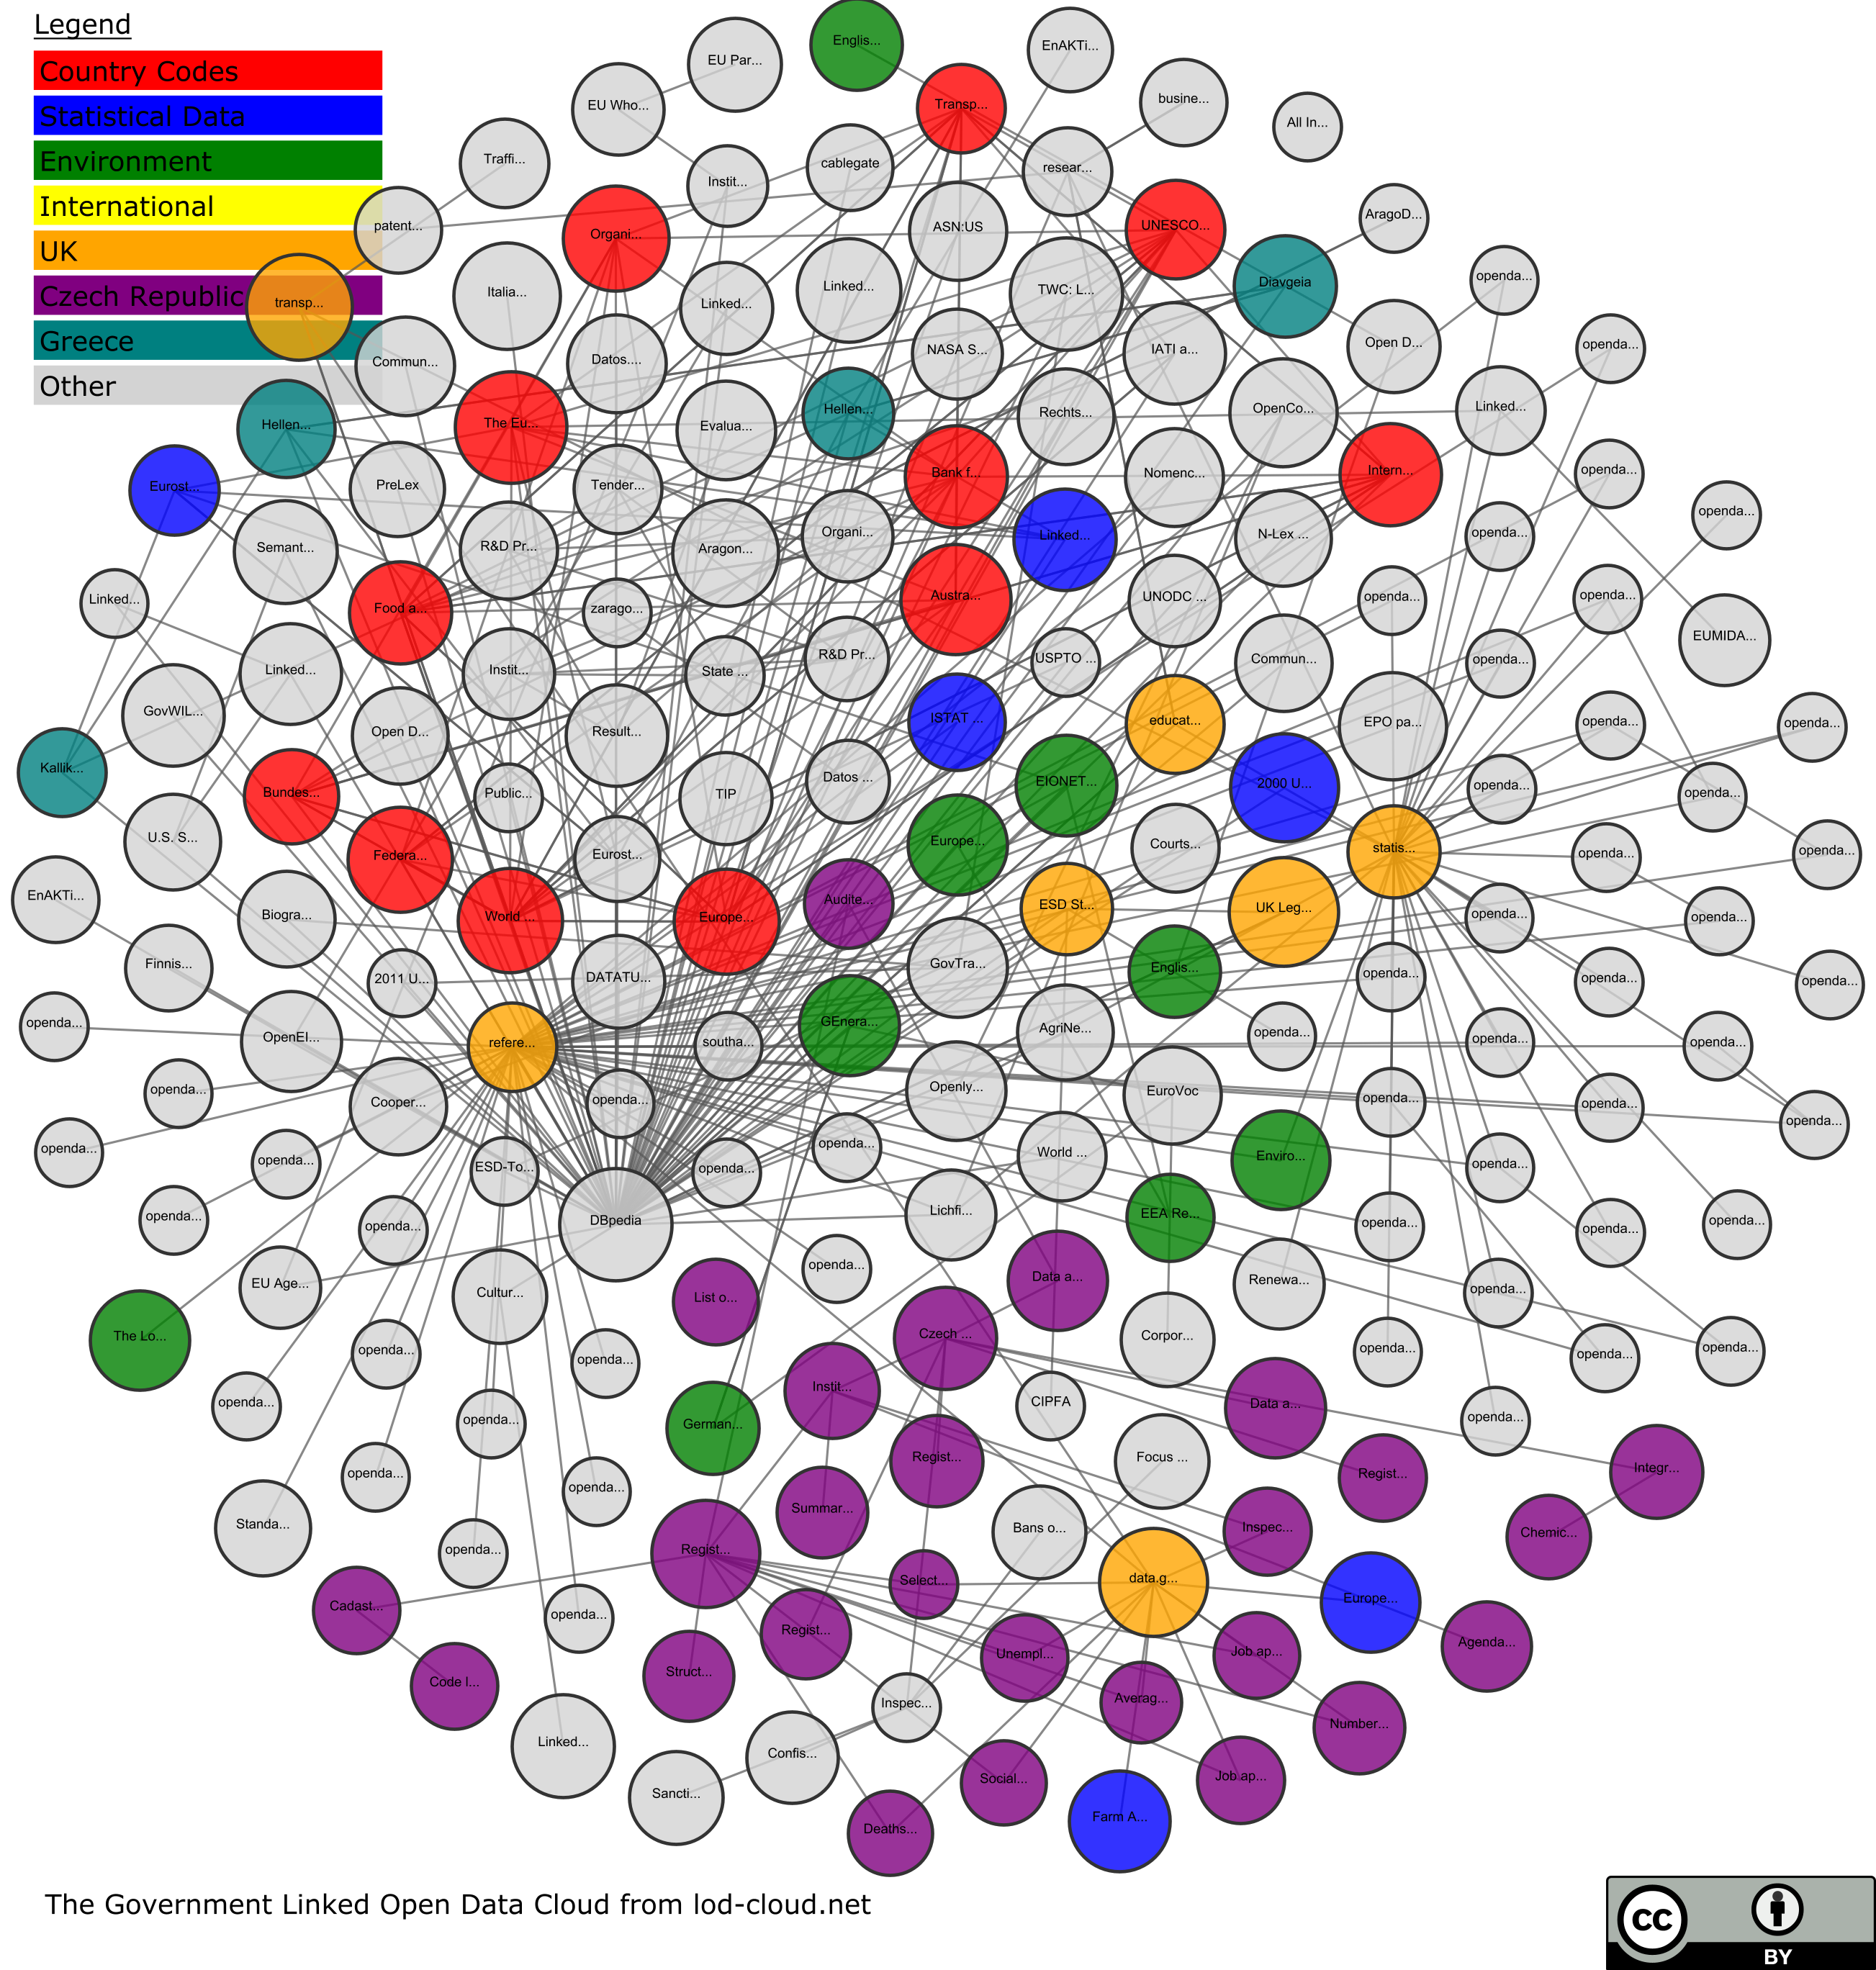 Legend
Country Codes
Statistical Data
Environment
International
UK
Czech Republic
Greece
Other
Englis...
EnAKTi...
EU Par...
EU Who...
Transp...
busine...
All In...
Traffi...
cablegate
resear...
Instit...
patent...
Organi...
ASN:US
UNESCO...
AragoD...
transp...
Italia...
Linked...
Linked...
TWC: L...
Diavgeia
openda...
Commun...
Datos....
NASA S...
IATI a...
Open D...
openda...
Hellen...
The Eu...
Evalua...
Hellen...
Rechts...
OpenCo...
Linked...
Eurost...
PreLex
Tender...
Bank f...
Nomenc...
Intern...
openda...
openda...
Semant...
R&D Pr...
Aragon...
Organi...
Linked...
N-Lex ...
openda...
Linked...
Food a...
zarago...
Austra...
UNODC ...
openda...
openda...
EUMIDA...
Linked...
Instit...
State ...
R&D Pr...
USPTO ...
Commun...
openda...
GovWIL...
Open D...
Result...
ISTAT ...
educat...
EPO pa...
openda...
openda...
Kallik...
Bundes...
Public...
TIP
Datos ...
EIONET...
2000 U...
openda...
openda...
U.S. S...
Federa...
Eurost...
Europe...
Courts...
statis...
openda...
openda...
EnAKTi...
Biogra...
World ...
Europe...
Audite...
ESD St...
UK Leg...
openda...
openda...
Finnis...
2011 U...
DATATU...
GovTra...
Englis...
openda...
openda...
openda...
openda...
OpenEI...
refere...
southa...
GEnera...
AgriNe...
openda...
openda...
openda...
openda...
Cooper...
openda...
Openly...
EuroVoc
openda...
openda...
openda...
openda...
openda...
ESD-To...
openda...
openda...
World ...
Enviro...
openda...
openda...
openda...
DBpedia
Lichfi...
EEA Re...
openda...
openda...
openda...
EU Age...
Cultur...
List o...
openda...
Data a...
Renewa...
openda...
The Lo...
openda...
openda...
Czech ...
Corpor...
openda...
openda...
openda...
openda...
openda...
German...
Instit...
CIPFA
Data a...
openda...
Standa...
openda...
openda...
Regist...
Focus ...
Regist...
Integr...
openda...
Regist...
Summar...
Bans o...
Inspec...
Chemic...
Cadast...
openda...
Select...
data.g...
Europe...
Code l...
Struct...
Regist...
Unempl...
Job ap...
Agenda...
Linked...
Inspec...
Averag...
Number...
Sancti...
Confis...
Social...
Job ap...
Deaths...
Farm A...
The Government Linked Open Data Cloud from lod-cloud.net
CC
BY